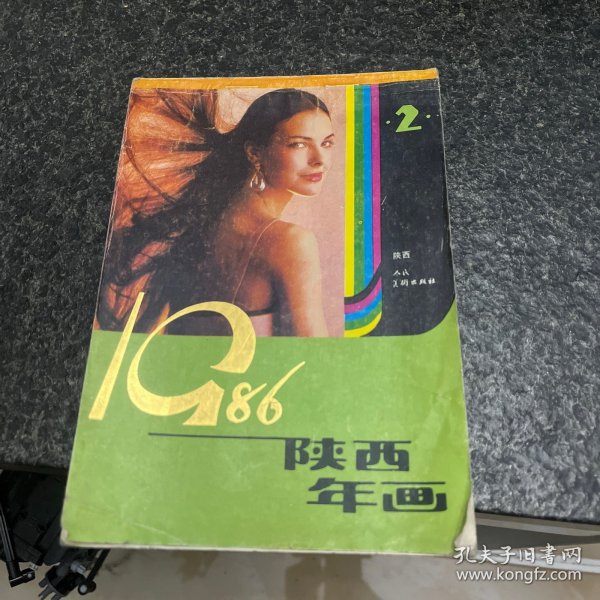 ·2·
陕西
人民
美术出版社
1986
陕西
年画
孔夫子旧书网
www.kongfz.com